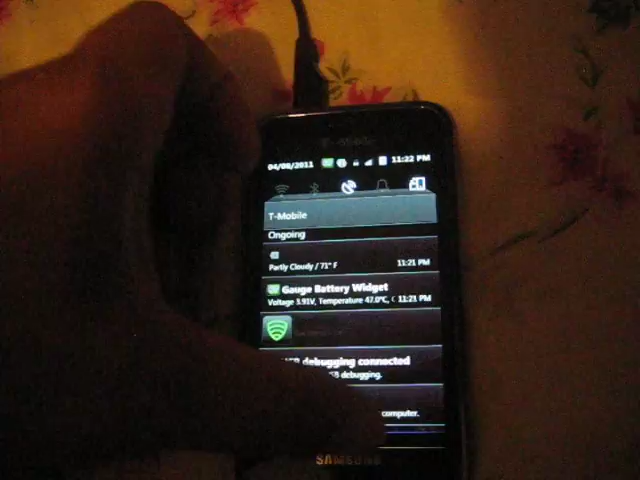 T-Mobile
04/08/2011 11:22 PM
T-Mobile
Ongoing
Partly Cloudy / 71° F 11:21 PM
Gauge Battery Widget
Voltage 3.91V, Temperature 47.0°C, ( 11:21 PM
debugging connected
debugging.
computer.
SAMSUNG